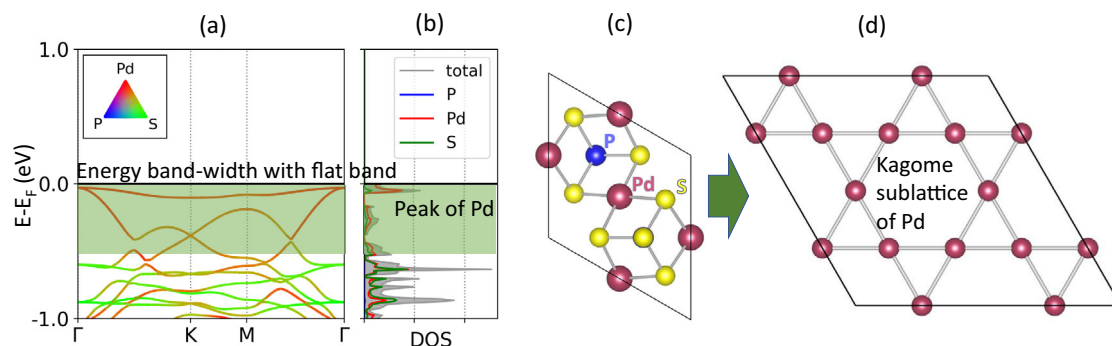 (a)
(b)
(c)
(d)
1.0
0.0
-1.0
E-E_F (eV)
Pd
P
S
Energy band-width with flat band
Γ
K
M
Γ
total
P
Pd
S
Peak of Pd
DOS
P
Pd
S
Kagome
sublattice
of Pd